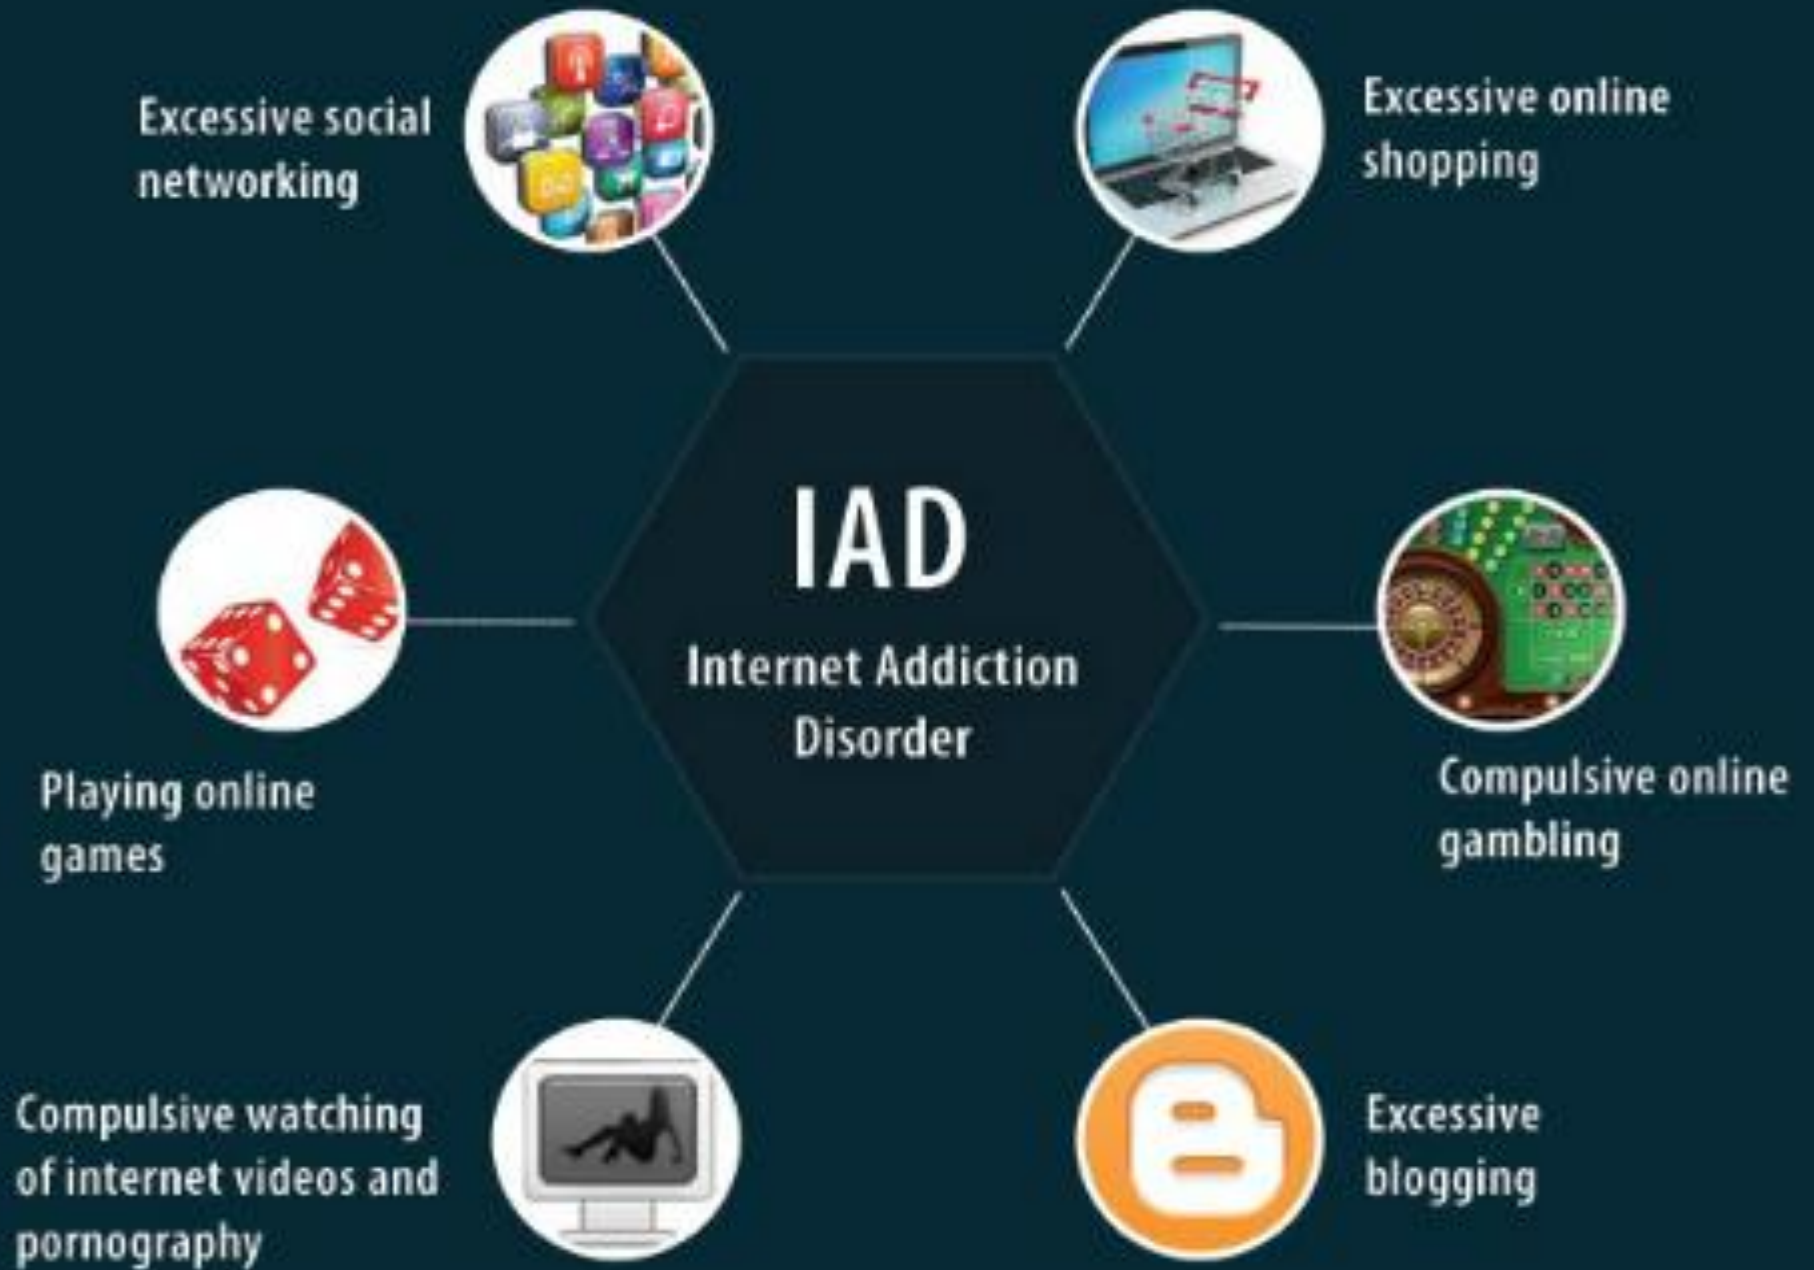 Excessive social
networking
Excessive online
shopping
IAD
Internet Addiction
Disorder
Playing online
games
Compulsive online
gambling
Compulsive watching
of internet videos and
pornography
Excessive
blogging